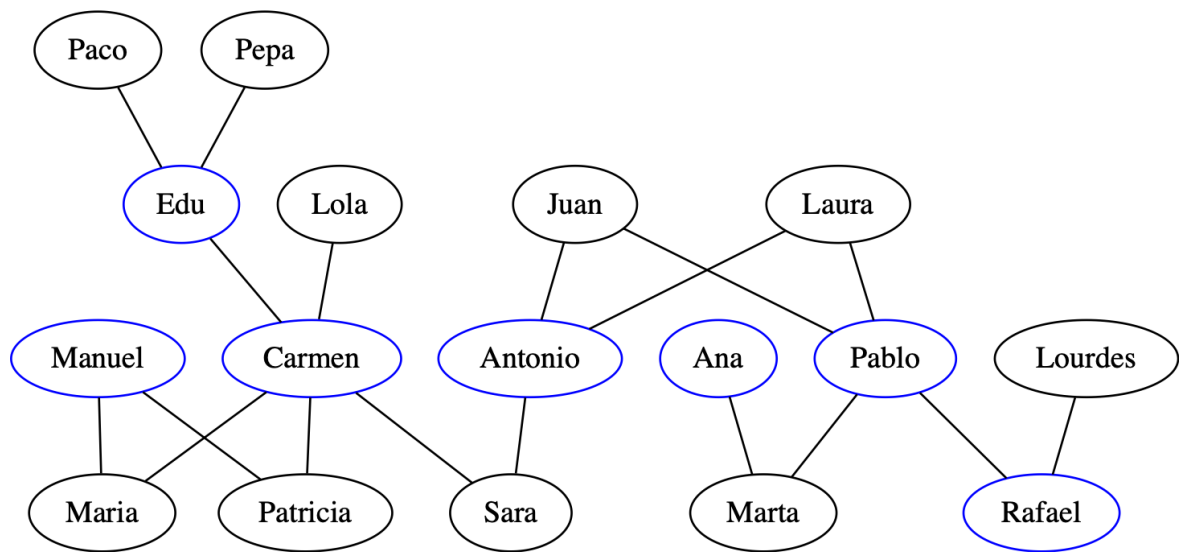 Paco Pepa
Edu Lola Juan Laura
Manuel Carmen Antonio Ana Pablo Lourdes
Maria Patricia Sara Marta Rafael